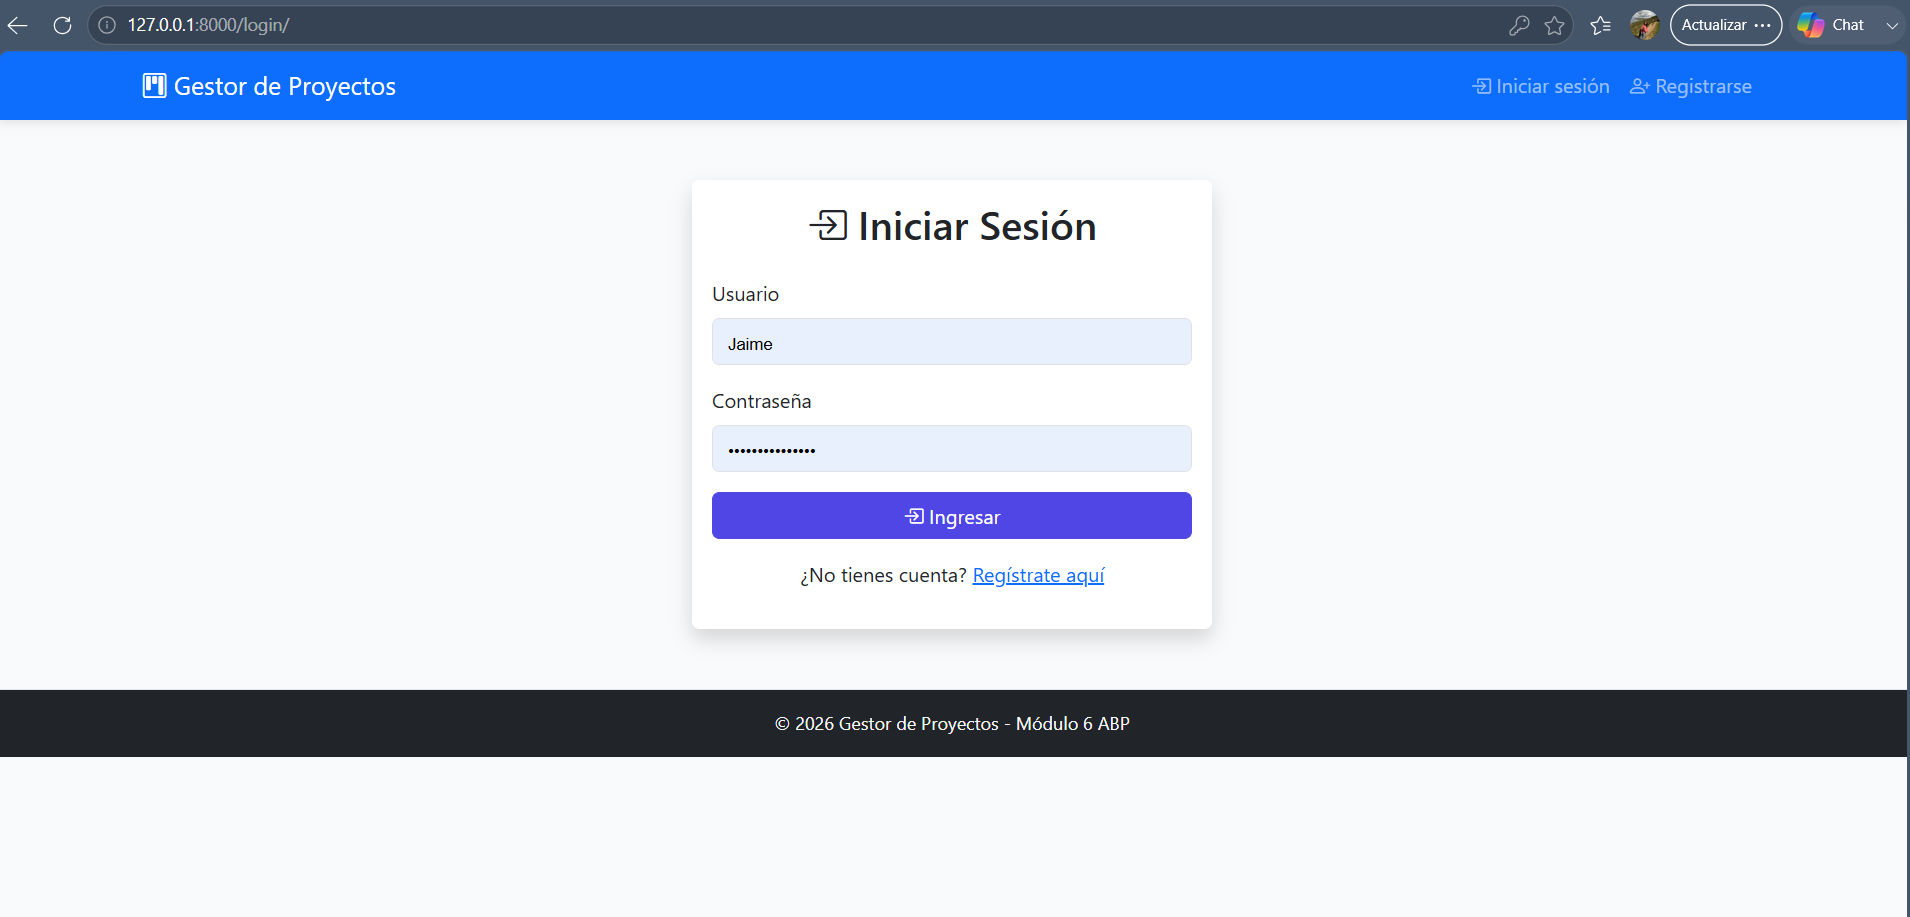 127.0.0.1:8000/login/
Actualizar
Chat
Gestor de Proyectos
Iniciar sesión
Registrarse
Iniciar Sesión
Usuario
Jaime
Contraseña
•••••••••••••••
Ingresar
¿No tienes cuenta? Regístrate aquí
© 2026 Gestor de Proyectos - Módulo 6 ABP